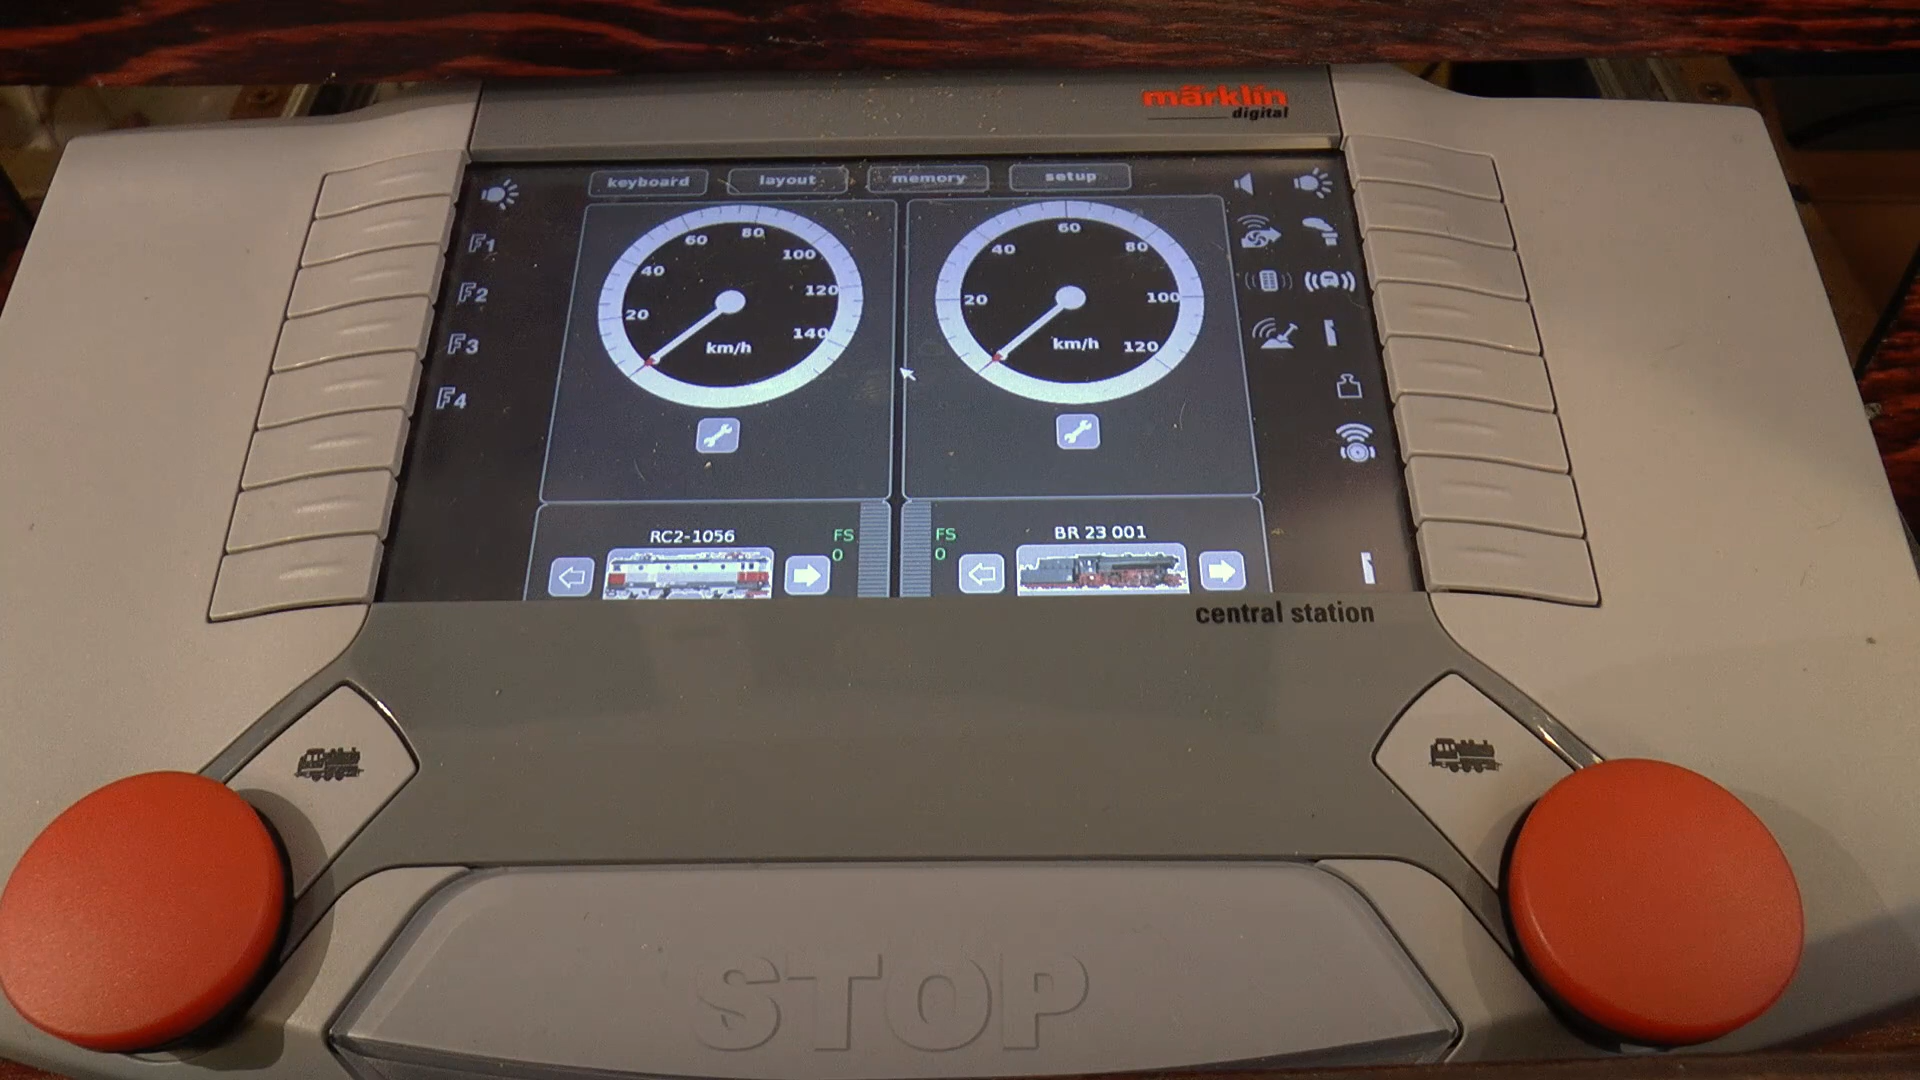 märklin
digital
keyboard
layout
memory
setup
F1
F2
F3
F4
20
40
60
80
100
120
140
km/h
20
40
60
80
100
120
km/h
RC2-1056
FS
0
FS
0
BR 23 001
central station
STOP